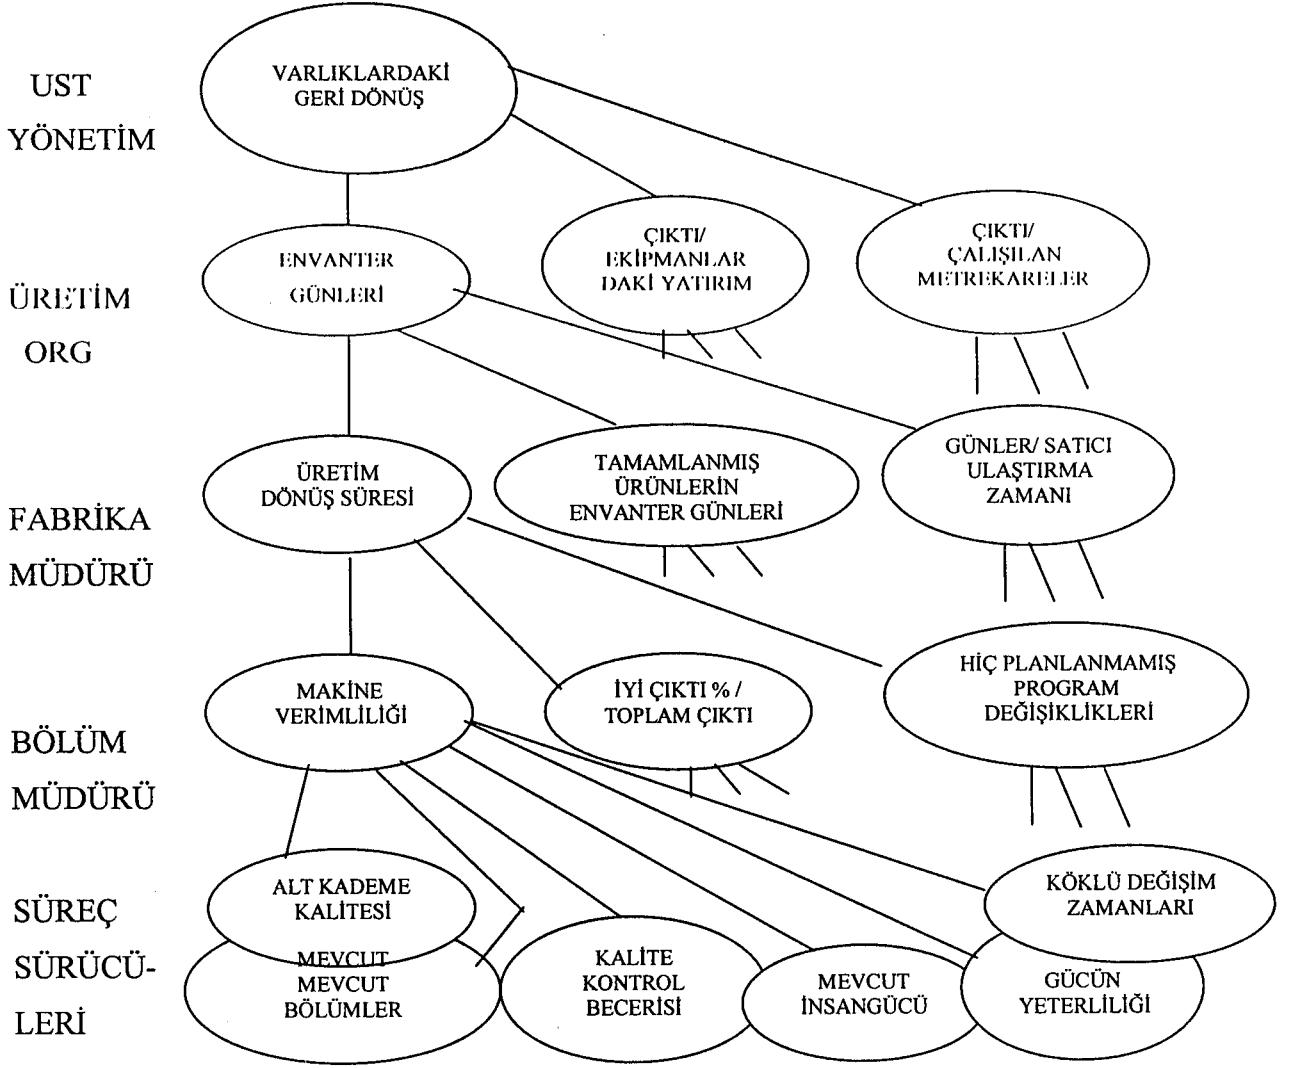 UST
YÖNETİM
VARLIKLARDAKİ
GERİ DÖNÜŞ
ÜRETİM
ORG
ENVANTER
GÜNLERİ
ÇIKTI/
EKİPMANLAR
DAKİ YATIRIM
ÇIKTI/
ÇALIŞILAN
METREKARELER
FABRİKA
MÜDÜRÜ
ÜRETİM
DÖNÜŞ SÜRESİ
TAMAMLANMIŞ
ÜRÜNLERİN
ENVANTER GÜNLERİ
GÜNLER/ SATICI
ULAŞTIRMA
ZAMANI
BÖLÜM
MÜDÜRÜ
MAKİNE
VERİMLİLİĞİ
İYİ ÇIKTI % /
TOPLAM ÇIKTI
HİÇ PLANLANMAMIŞ
PROGRAM
DEĞİŞİKLİKLERİ
SÜREÇ
SÜRÜCÜ-
LERİ
ALT KADEME
KALİTESİ
MEVCUT
MEVCUT
BÖLÜMLER
KALİTE
KONTROL
BECERİSİ
MEVCUT
İNSANGÜCÜ
KÖKLÜ DEĞİŞİM
ZAMANLARI
GÜCÜN
YETERLİLİĞİ